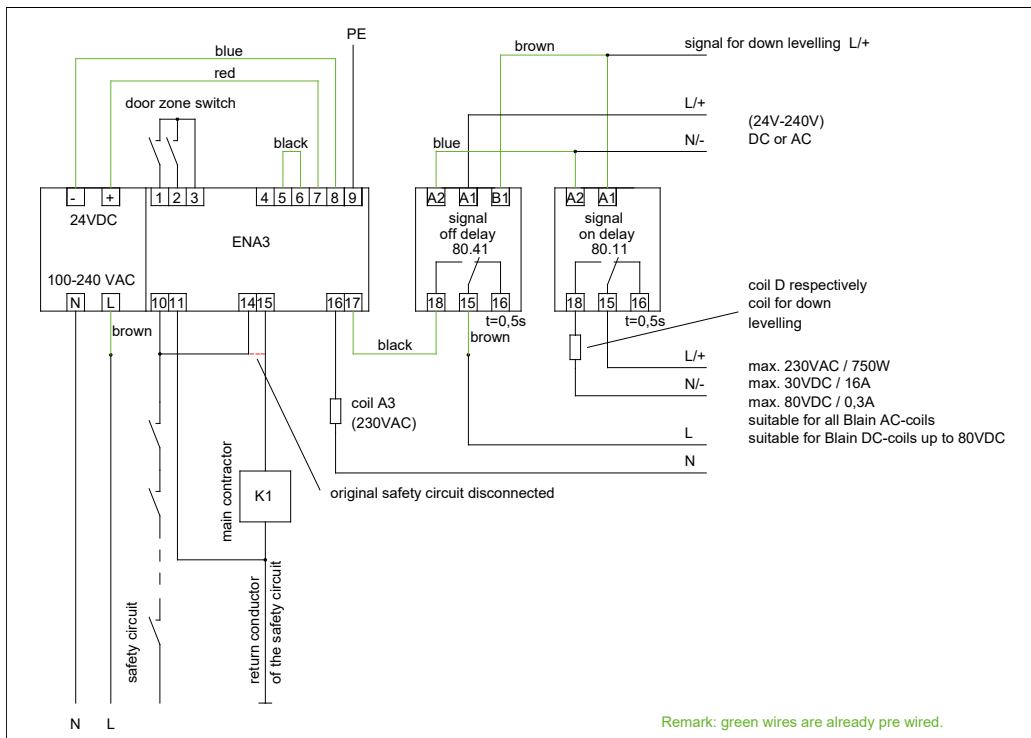 PE
blue
brown
signal for down levelling L/+
red
door zone switch
L/+
(24V-240V)
black
blue
N/-
DC or AC
- + 1 2 3 4 5 6 7 8 9 A2 A1 B1 A2 A1
24VDC
signal
off delay
80.41
signal
on delay
80.11
ENA3
100-240 VAC
N L 10 11 14 15 16 17 18 15 16 18 15 16
t=0,5s
t=0,5s
brown
brown
black
coil D respectively
coil for down
levelling
L/+
max. 230VAC / 750W
N/-
max. 30VDC / 16A
max. 80VDC / 0,3A
suitable for all Blain AC-coils
suitable for Blain DC-coils up to 80VDC
coil A3
(230VAC)
L
N
main contractor
K1
original safety circuit disconnected
safety circuit
return conductor
of the safety circuit
N L
Remark: green wires are already pre wired.